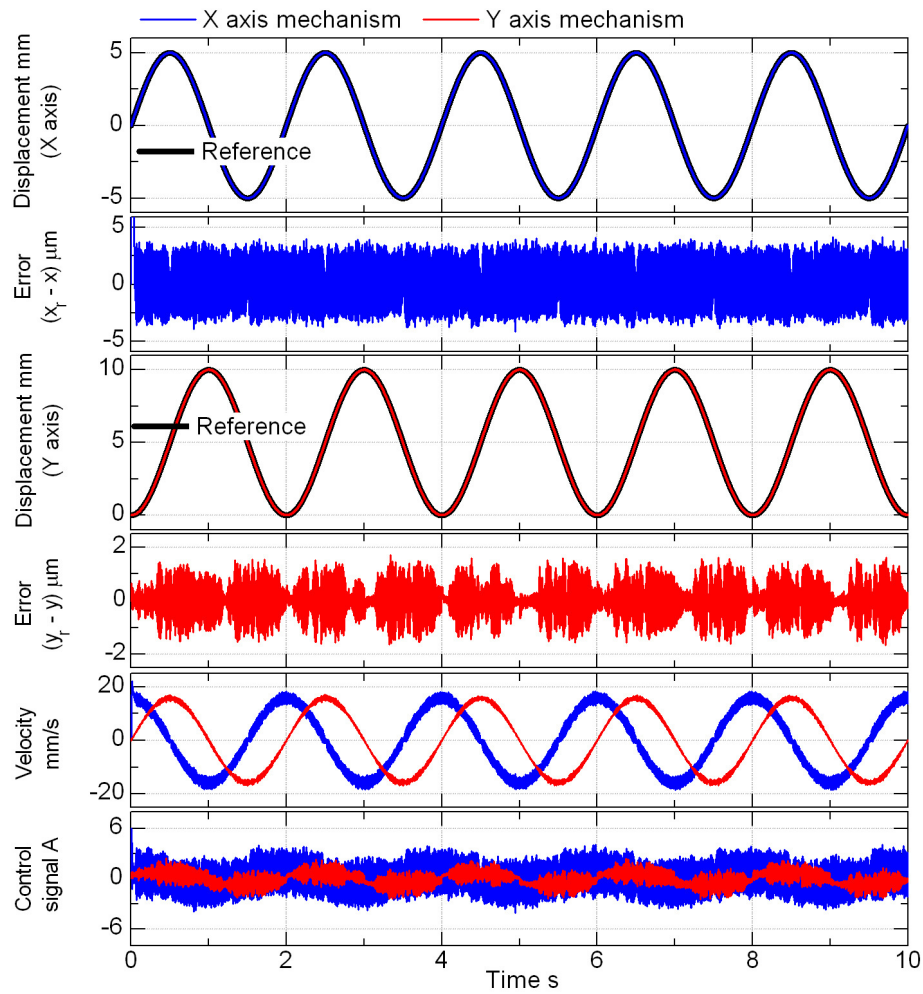 X axis mechanism Y axis mechanism
Displacement mm
(X axis)
5
0
-5
Reference
Error
(xr - x) μm
5
0
-5
Displacement mm
(Y axis)
10
5
0
Reference
Error
(yr - y) μm
2
0
-2
Velocity
mm/s
20
0
-20
Control
signal A
6
0
-6
0 2 4 6 8 10
Time s